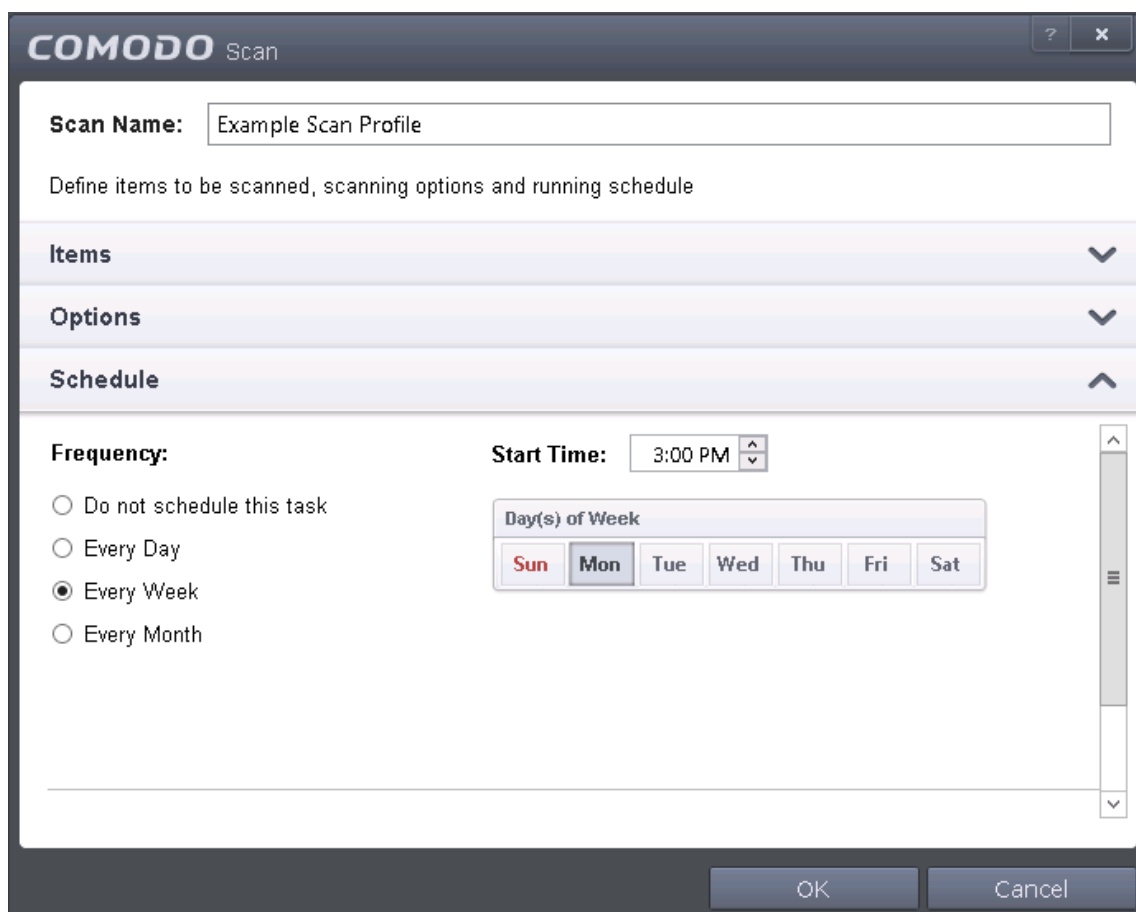 COMODO Scan ?
Scan Name: Example Scan Profile
Define items to be scanned, scanning options and running schedule
Items
Options
Schedule
Frequency:
Start Time: 3:00 PM
Do not schedule this task
Every Day
Every Week
Every Month
Day(s) of Week
Sun Mon Tue Wed Thu Fri Sat
OK Cancel